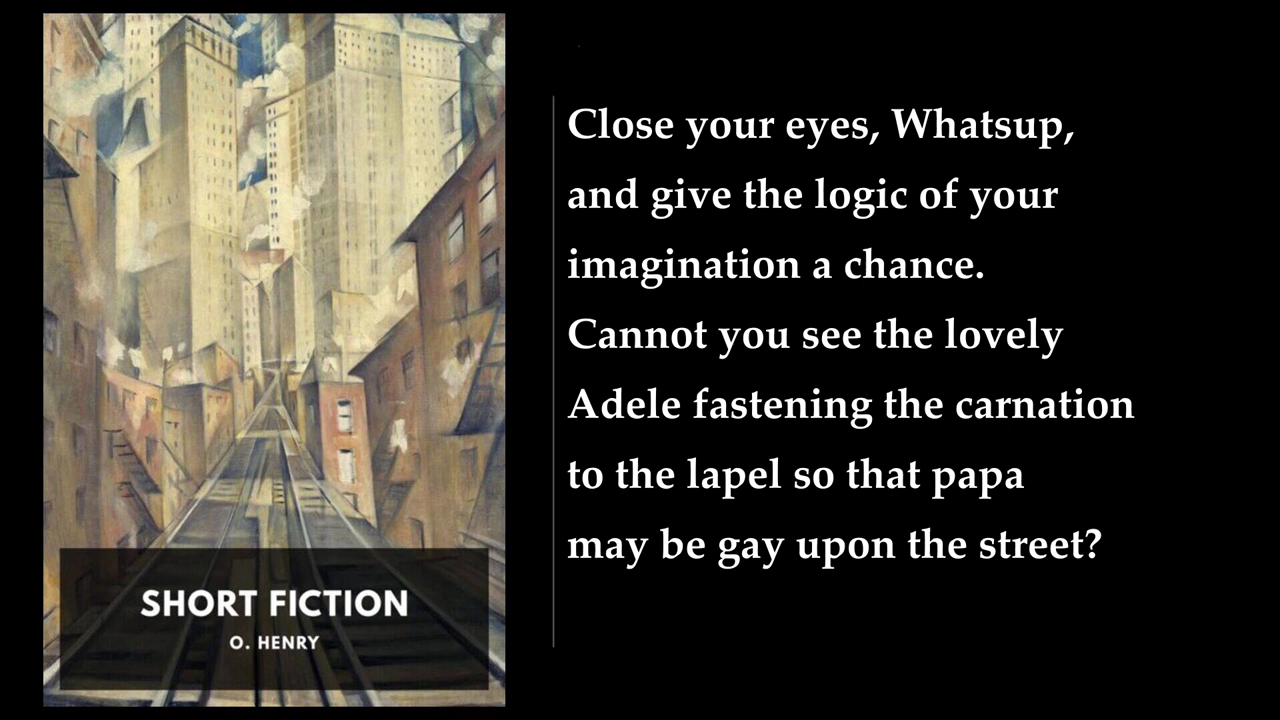 SHORT FICTION
O. HENRY
Close your eyes, Whatsup,
and give the logic of your
imagination a chance.
Cannot you see the lovely
Adele fastening the carnation
to the lapel so that papa
may be gay upon the street?